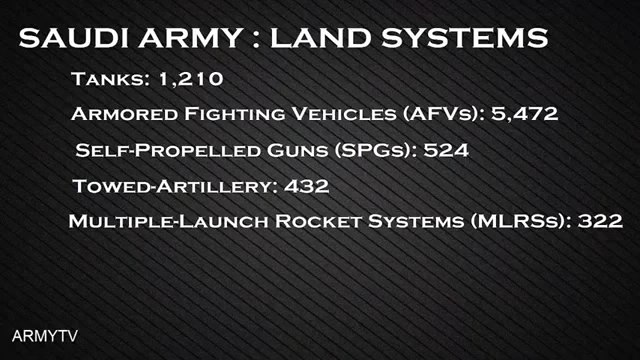 SAUDI ARMY : LAND SYSTEMS
TANKS: 1,210
ARMORED FIGHTING VEHICLES (AFVs): 5,472
SELF-PROPELLED GUNS (SPGs): 524
TOWED-ARTILLERY: 432
MULTIPLE-LAUNCH ROCKET SYSTEMS (MLRSs): 322
ARMYTV